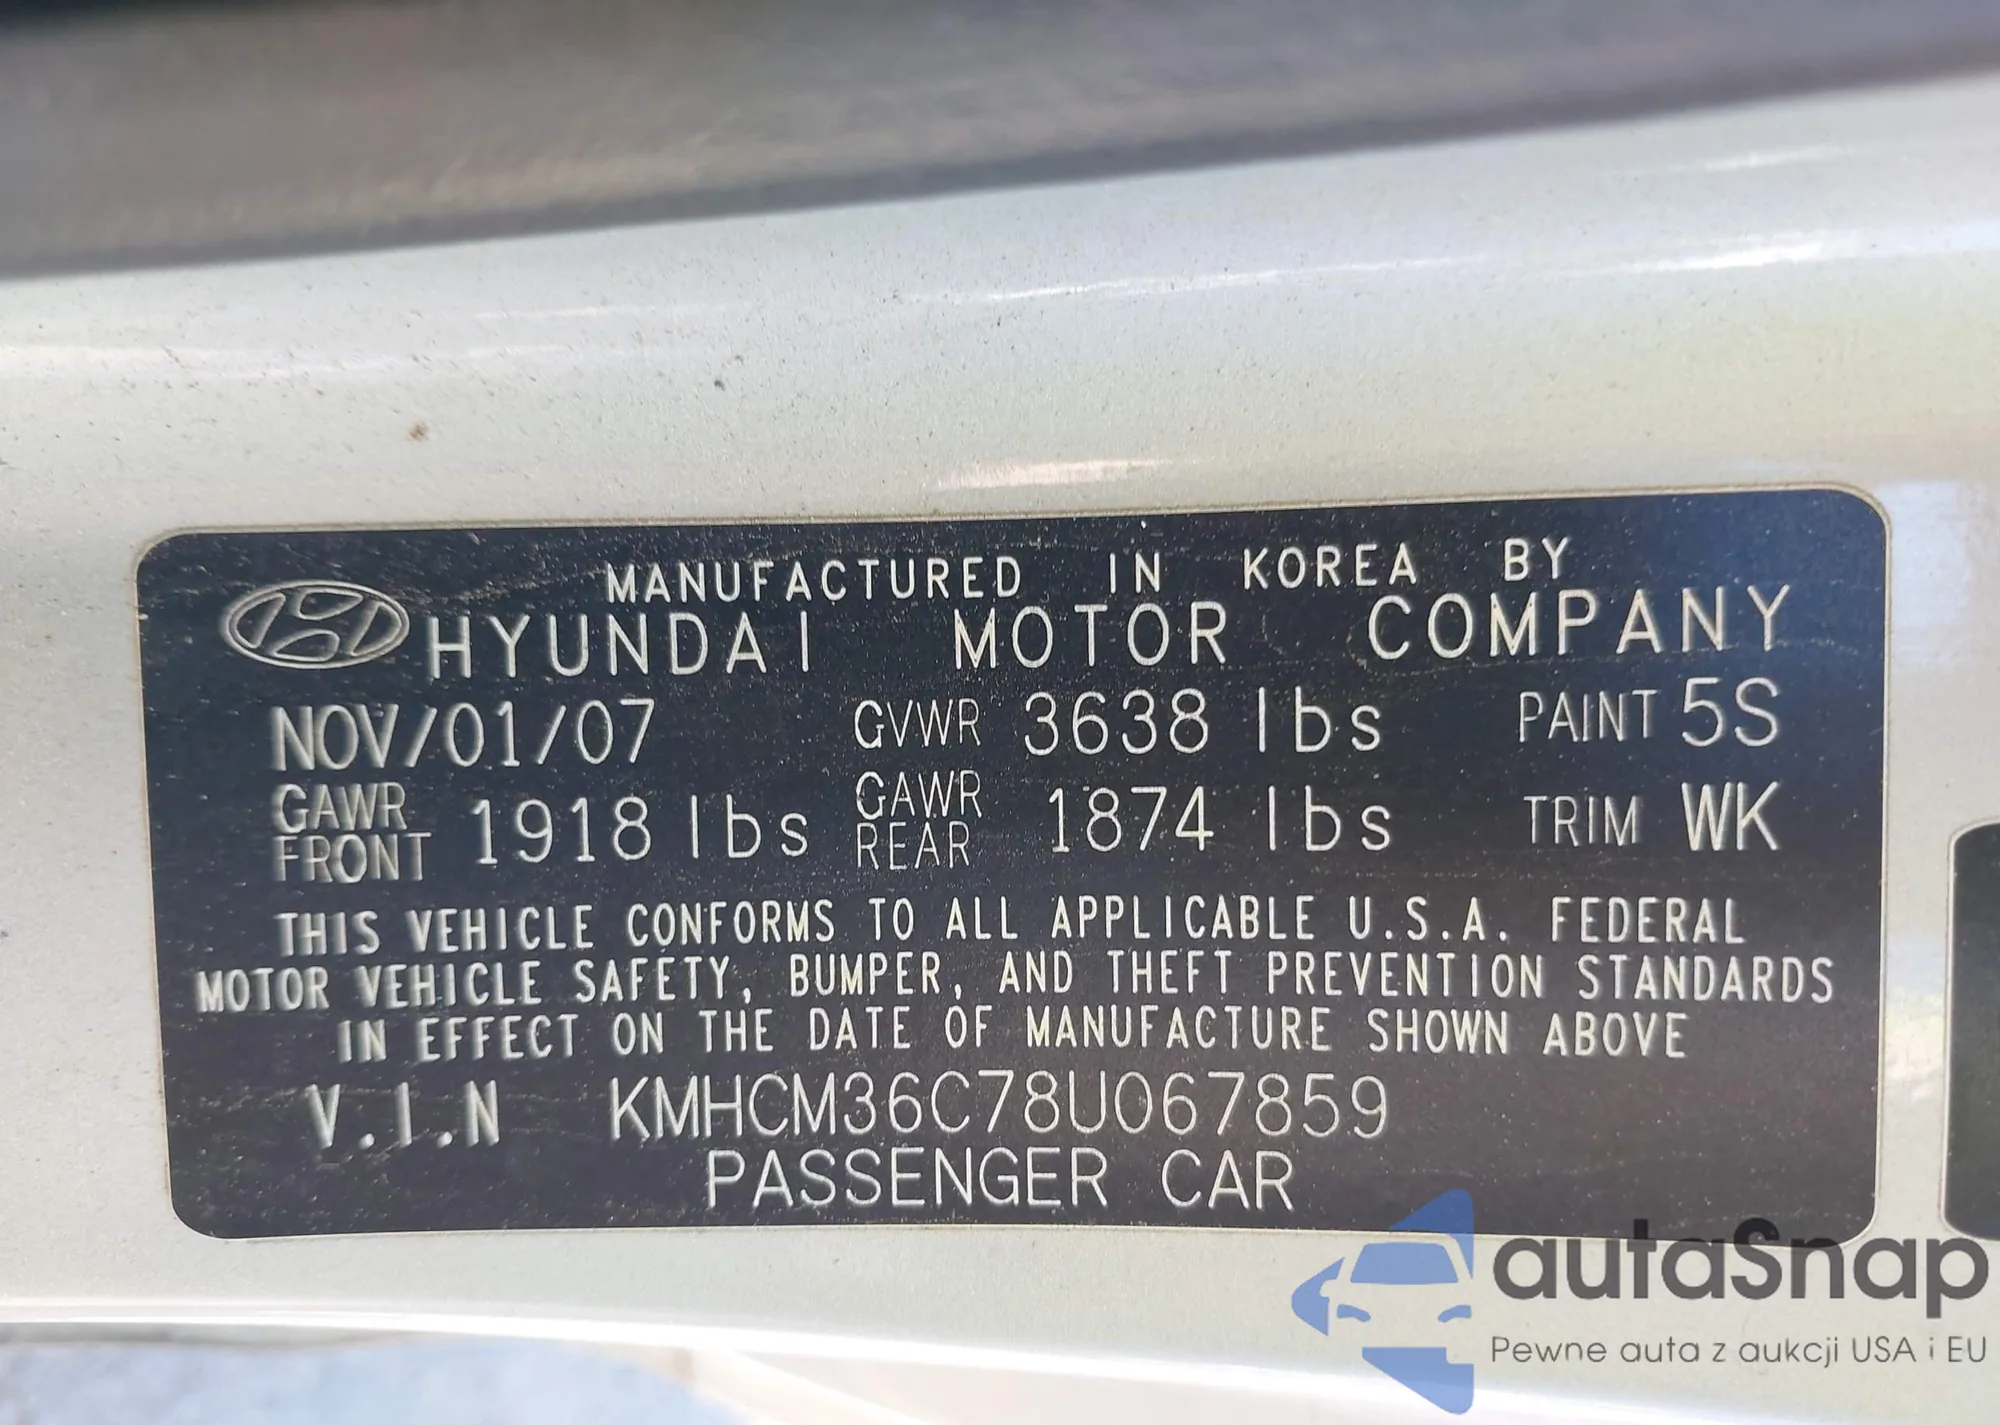 MANUFACTURED IN KOREA BY
HYUNDAI MOTOR COMPANY
NOV/01/07 GVWR 3638 lbs PAINT 5S
GAWR FRONT 1918 lbs GAWR REAR 1874 lbs TRIM WK
THIS VEHICLE CONFORMS TO ALL APPLICABLE U.S.A. FEDERAL
MOTOR VEHICLE SAFETY, BUMPER, AND THEFT PREVENTION STANDARDS
IN EFFECT ON THE DATE OF MANUFACTURE SHOWN ABOVE
V.I.N KMHCM36C78U067859
PASSENGER CAR
autaSnap
Pewne auta z aukcji USA i EU